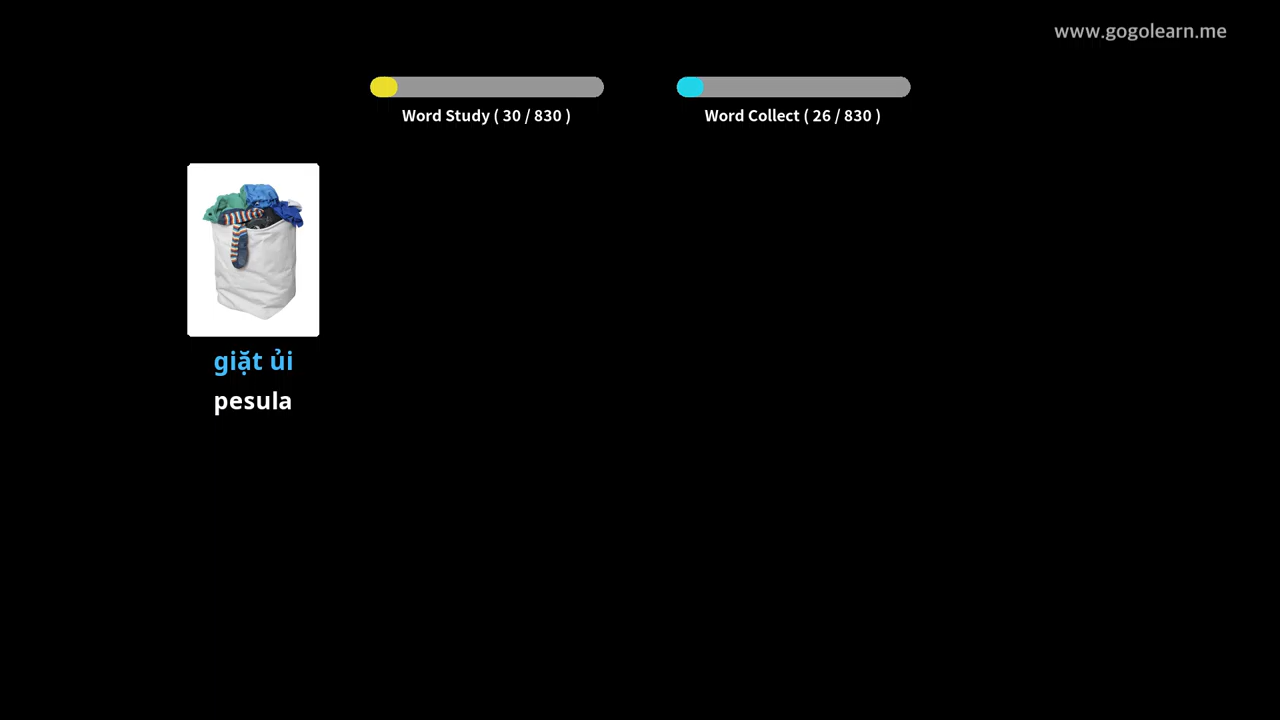 www.gogolearn.me
Word Study ( 30 / 830 )
Word Collect ( 26 / 830 )
giặt ủi
pesula